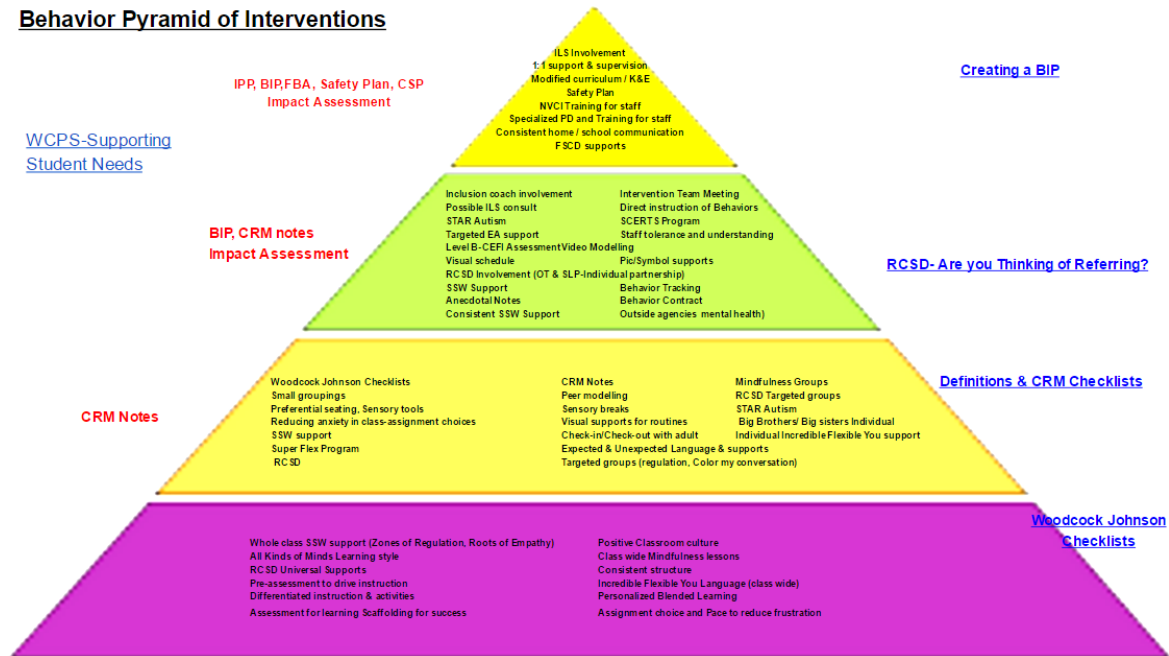 Behavior Pyramid of Interventions
ILS Involvement
1:1 support & supervision
Modified curriculum / K&E
Safety Plan
NVCI Training for staff
Specialized PD and Training for staff
Consistent home / school communication
FSCD supports
IPP, BIP,FBA, Safety Plan, CSP
Impact Assessment
Creating a BIP
WCPS-Supporting
Student Needs
Inclusion coach involvement Intervention Team Meeting
Possible ILS consult Direct instruction of Behaviors
STAR Autism SCERTS Program
Targeted EA support Staff tolerance and understanding
Level B-CEFI Assessment Video Modelling
Visual schedule Pic/Symbol supports
RCSD Involvement (OT & SLP-Individual partnership)
SSW Support Behavior Tracking
Anecdotal Notes Behavior Contract
Consistent SSW Support Outside agencies mental health)
BIP, CRM notes
Impact Assessment
RCSD- Are you Thinking of Referring?
Woodcock Johnson Checklists CRM Notes Mindfulness Groups
Small groupings Peer modelling RCSD Targeted groups
Preferential seating, Sensory tools Sensory breaks STAR Autism
Reducing anxiety in class-assignment choices Visual supports for routines Big Brothers/ Big sisters Individual
SSW support Check-in/Check-out with adult Individual Incredible Flexible You support
Super Flex Program Expected & Unexpected Language & supports
RCSD Targeted groups (regulation, Color my conversation)
CRM Notes
Definitions & CRM Checklists
Woodcock Johnson
Checklists
Whole class SSW support (Zones of Regulation, Roots of Empathy) Positive Classroom culture
All Kinds of Minds Learning style Class wide Mindfulness lessons
RCSD Universal Supports Consistent structure
Pre-assessment to drive instruction Incredible Flexible You Language (class wide)
Differentiated instruction & activities Personalized Blended Learning
Assessment for learning Scaffolding for success Assignment choice and Pace to reduce frustration